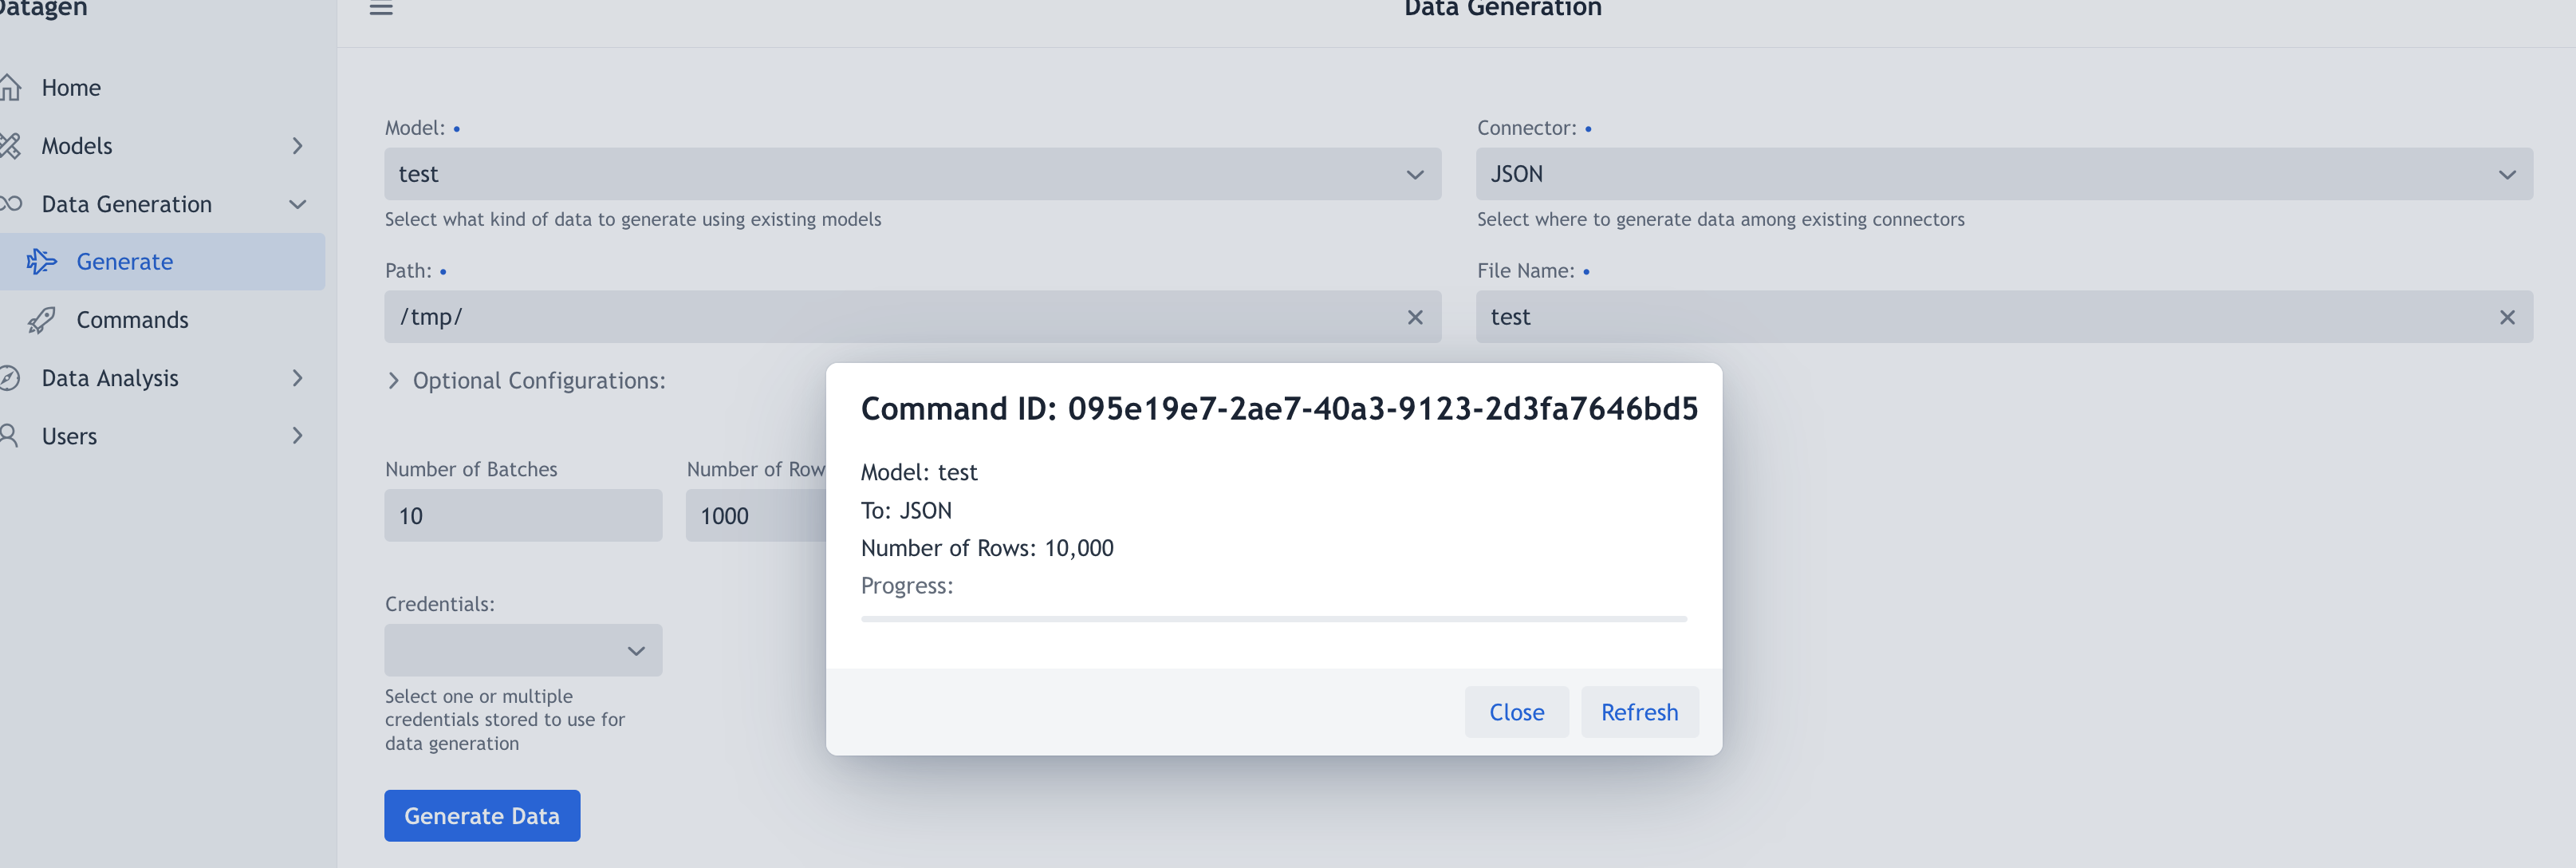 Datagen
Data Generation
Home
Models
Data Generation
Generate
Commands
Data Analysis
Users
Model: •
test
Select what kind of data to generate using existing models
Connector: •
JSON
Select where to generate data among existing connectors
Path: •
/tmp/
File Name: •
test
Optional Configurations:
Number of Batches
10
Number of Row
1000
Credentials:
Select one or multiple
credentials stored to use for
data generation
Generate Data
Command ID: 095e19e7-2ae7-40a3-9123-2d3fa7646bd5
Model: test
To: JSON
Number of Rows: 10,000
Progress:
Close
Refresh